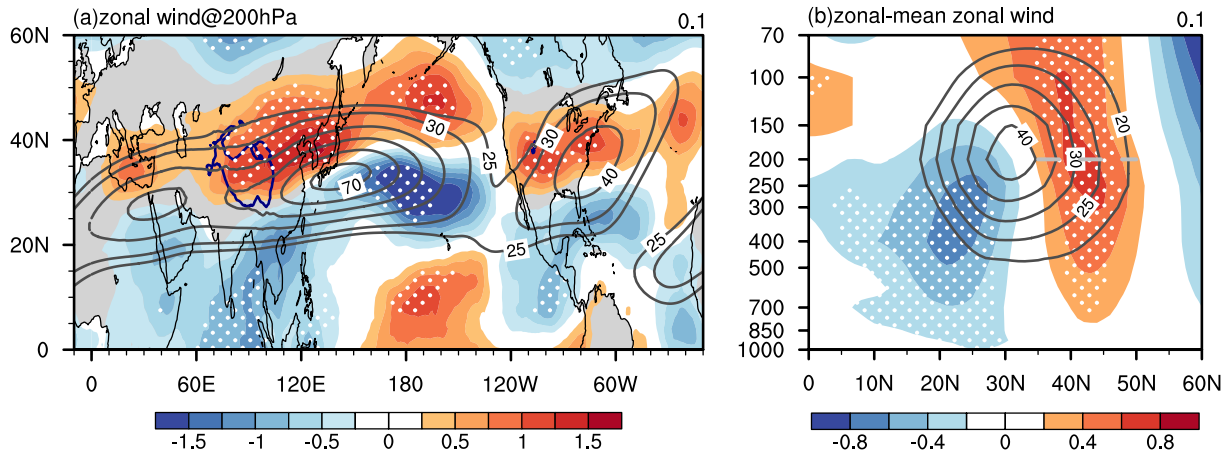 (a)zonal wind@200hPa 0.1
60N
40N
20N
0
30
25
70
25
30
40
25
0 60E 120E 180 120W 60W
-1.5 -1 -0.5 0 0.5 1 1.5
(b)zonal-mean zonal wind 0.1
70
100
150
200
250
300
400
500
700
850
1000
20
40
30
25
0 10N 20N 30N 40N 50N 60N
-0.8 -0.4 0 0.4 0.8